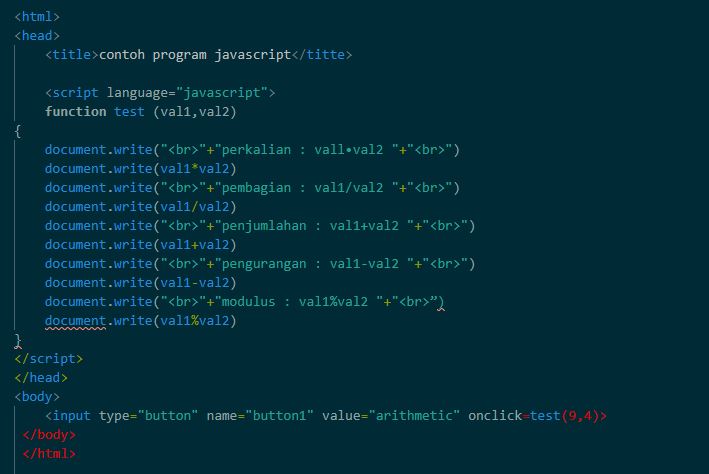 <html>
<head>
<title>contoh program javascript</titte>
<script language="javascript">
function test (val1,val2)
{
document.write("<br>"+"perkalian : vall•val2 "+"<br>")
document.write(val1*val2)
document.write("<br>"+"pembagian : val1/val2 "+"<br>")
document.write(val1/val2)
document.write("<br>"+"penjumlahan : val1+val2 "+"<br>")
document.write(val1+val2)
document.write("<br>"+"pengurangan : val1-val2 "+"<br>")
document.write(val1-val2)
document.write("<br>"+"modulus : val1%val2 "+"<br>”)
document.write(val1%val2)
}
</script>
</head>
<body>
<input type="button" name="button1" value="arithmetic" onclick=test(9,4)>
</body>
</html>